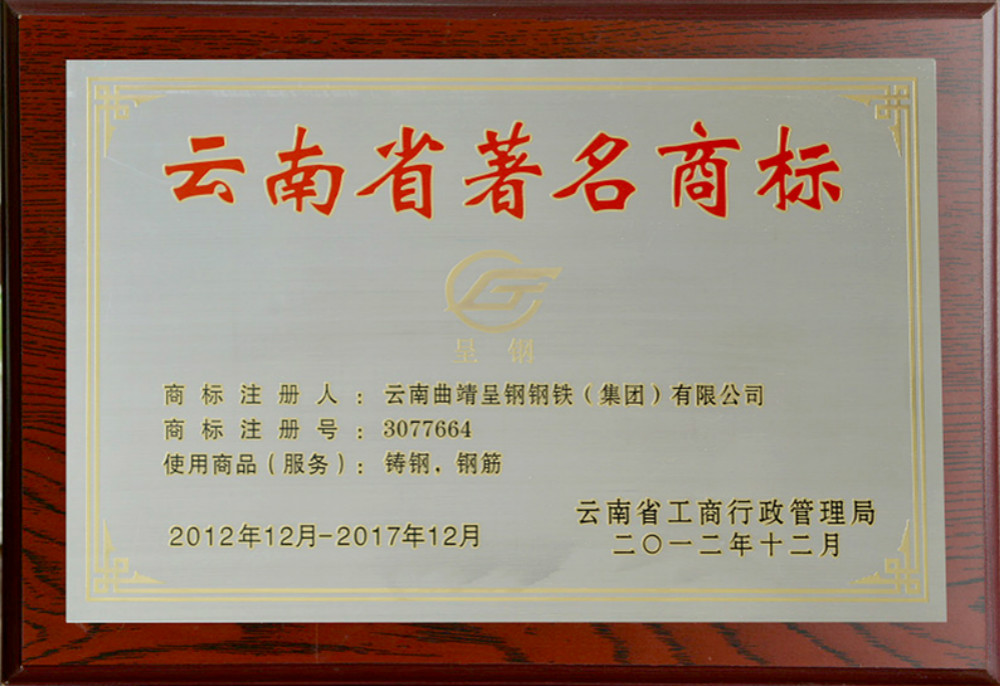 云南省著名商标
呈钢
商标注册人：云南曲靖呈钢钢铁（集团）有限公司
商标注册号：3077664
使用商品（服务）：铸钢，钢筋
2012年12月-2017年12月
云南省工商行政管理局
二〇一二年十二月